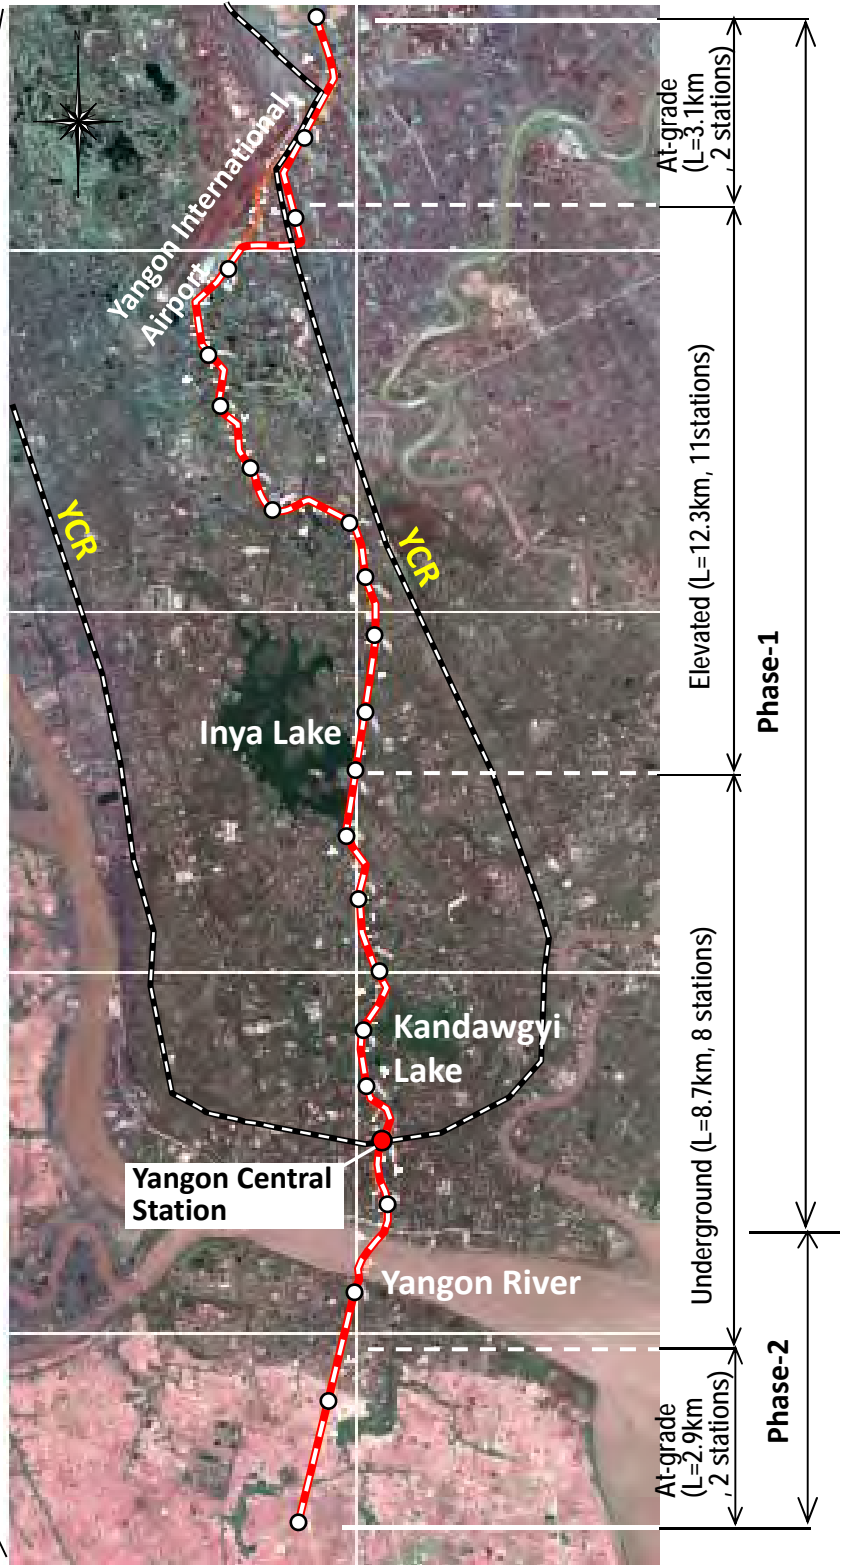 N
At-grade
(L=3.1km
, 2 stations)
Yangon International
Airport
Elevated (L=12.3km, 11stations)
YCR
YCR
Phase-1
Inya Lake
Underground (L=8.7km, 8 stations)
Kandawgyi
Lake
Yangon Central
Station
Yangon River
Phase-2
At-grade
(L=2.9km
, 2 stations)